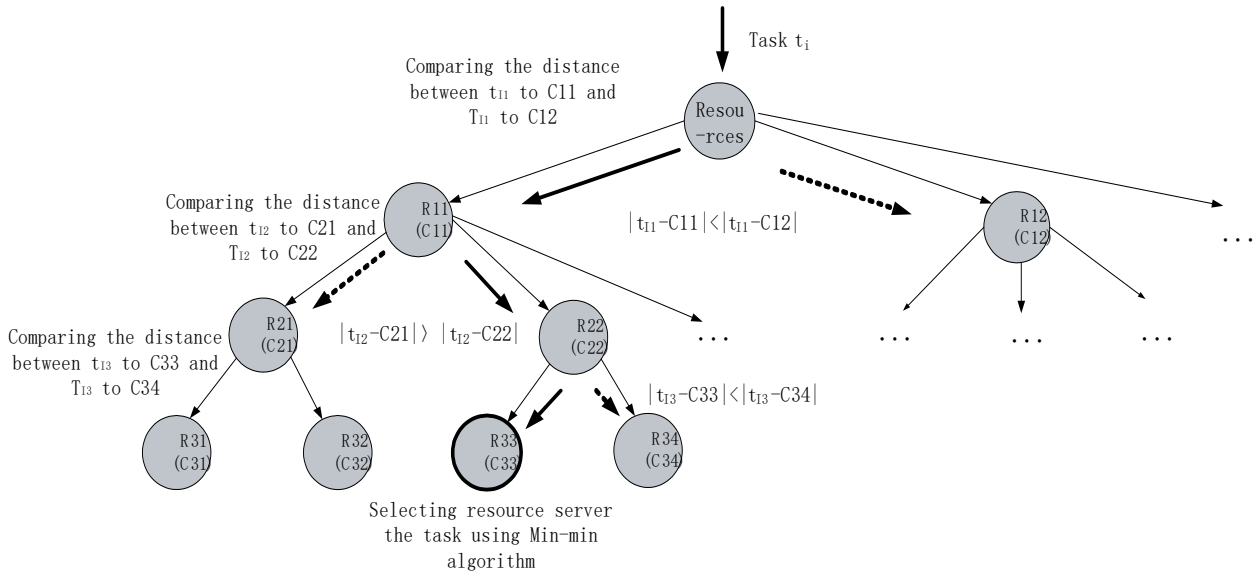 Task ti
Comparing the distance
between tI1 to C11 and
TI1 to C12
Resou
-rces
Comparing the distance
between tI2 to C21 and
TI2 to C22
R11
(C11)
|tI1-C11|<|tI1-C12|
R12
(C12)
...
Comparing the distance
between tI3 to C33 and
TI3 to C34
R21
(C21)
|tI2-C21|〉|tI2-C22|
R22
(C22)
...
...
...
...
|tI3-C33|<|tI3-C34|
R31
(C31)
R32
(C32)
R33
(C33)
R34
(C34)
Selecting resource server
the task using Min-min
algorithm